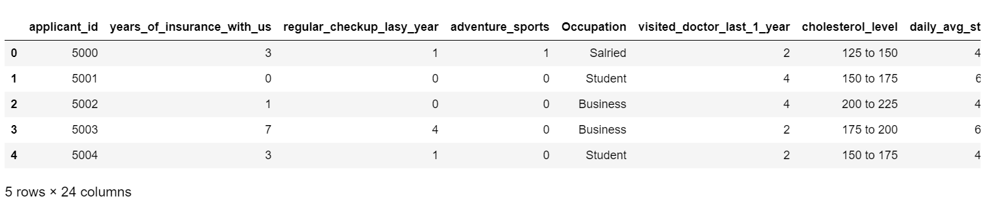 applicant_id years_of_insurance_with_us regular_checkup_lasy_year adventure_sports Occupation visited_doctor_last_1_year cholesterol_level daily_avg_st
0 5000 3 1 1 Salried 2 125 to 150 4
1 5001 0 0 0 Student 4 150 to 175 6
2 5002 1 0 0 Business 4 200 to 225 4
3 5003 7 4 0 Business 2 175 to 200 6
4 5004 3 1 0 Student 2 150 to 175 4
5 rows × 24 columns